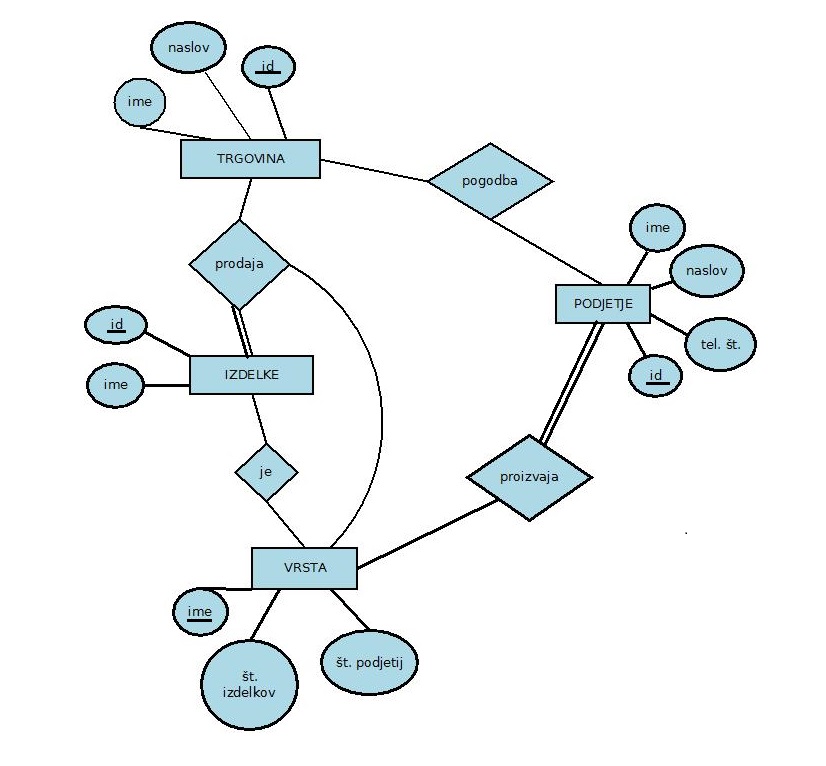 naslov
id
ime
TRGOVINA
pogodba
ime
prodaja
naslov
PODJETJE
id
tel. št.
ime
IZDELKE
id
je
proizvaja
VRSTA
ime
št.
izdelkov
št. podjetij